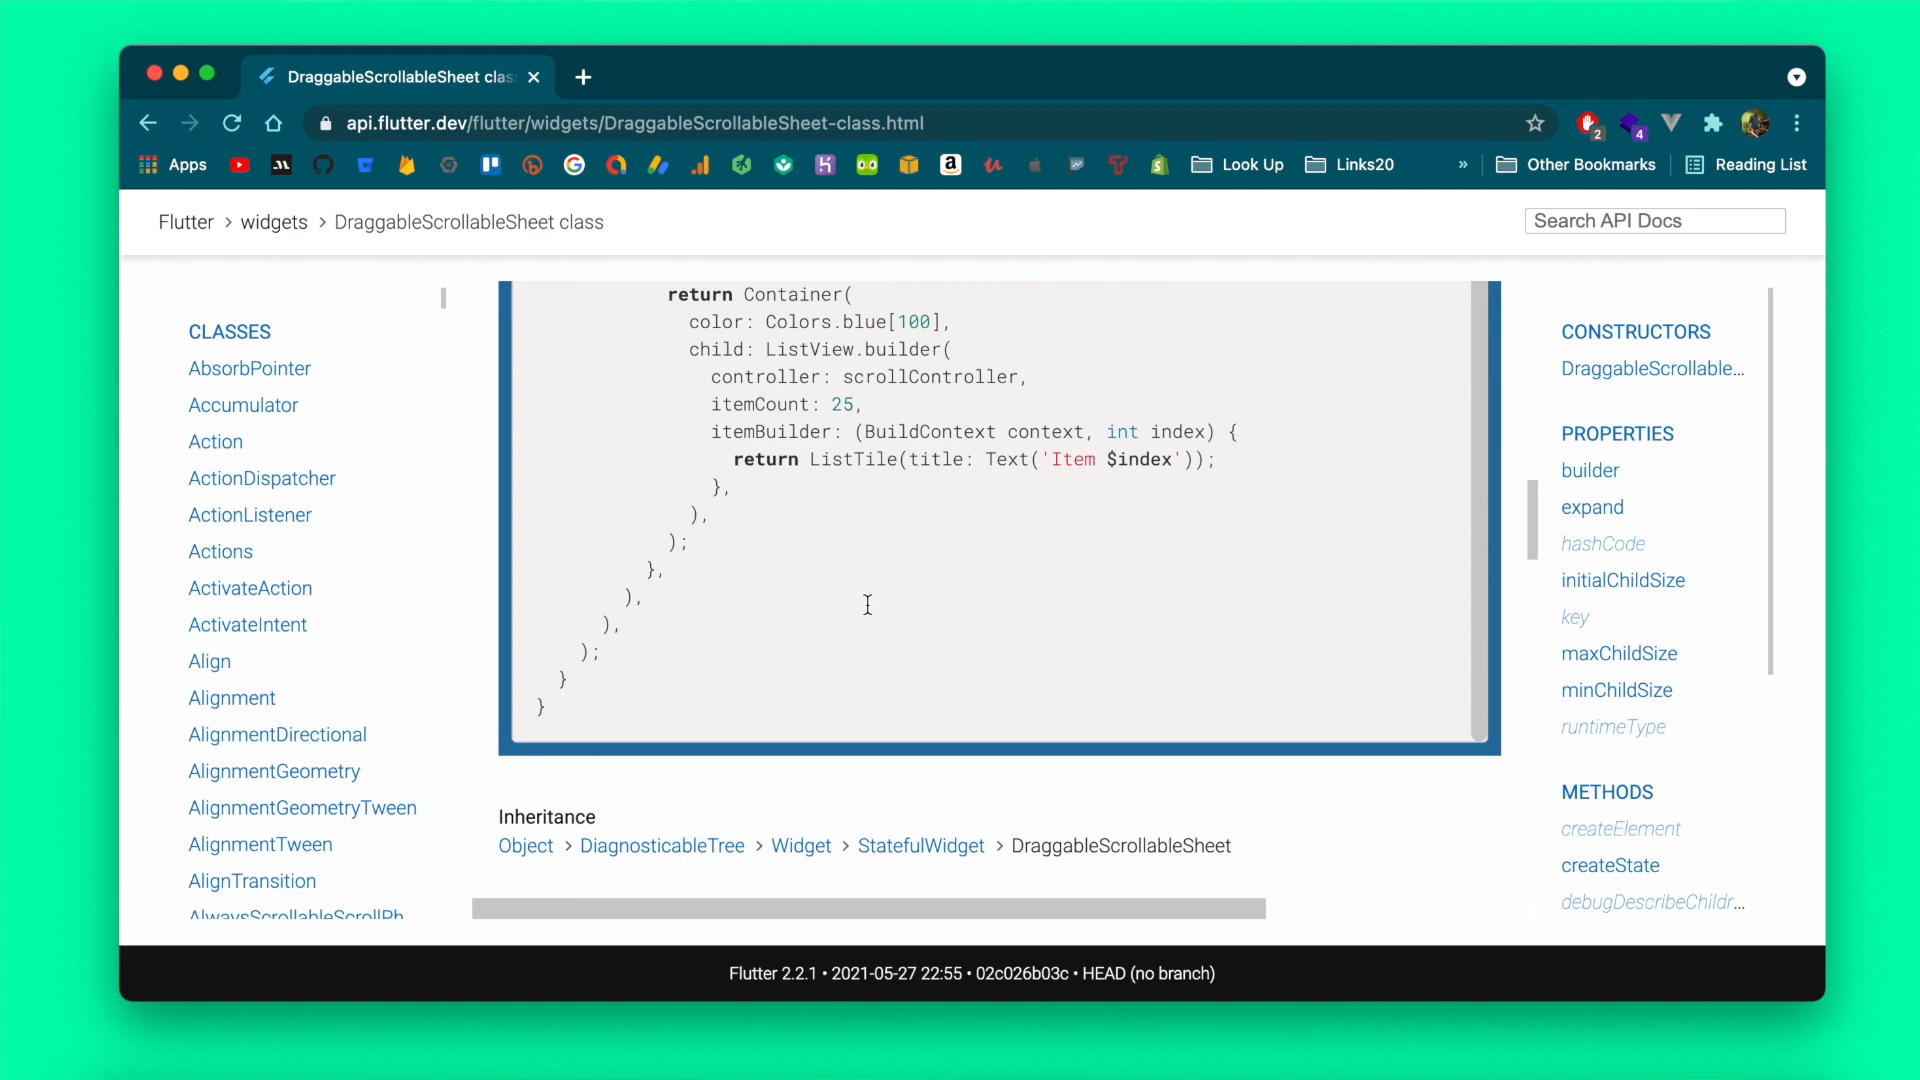 DraggableScrollableSheet clas
api.flutter.dev/flutter/widgets/DraggableScrollableSheet-class.html
2
4
Apps
Look Up
Links20
»
Other Bookmarks
Reading List
Flutter > widgets > DraggableScrollableSheet class
Search API Docs
CLASSES
AbsorbPointer
Accumulator
Action
ActionDispatcher
ActionListener
Actions
ActivateAction
ActivateIntent
Align
Alignment
AlignmentDirectional
AlignmentGeometry
AlignmentGeometryTween
AlignmentTween
AlignTransition
AlwaysScrollableScrollPh
return Container(
color: Colors.blue[100],
child: ListView.builder(
controller: scrollController,
itemCount: 25,
itemBuilder: (BuildContext context, int index) {
return ListTile(title: Text('Item $index'));
},
),
);
},
),
),
);
}
}
Inheritance
Object > DiagnosticableTree > Widget > StatefulWidget > DraggableScrollableSheet
CONSTRUCTORS
DraggableScrollable...
PROPERTIES
builder
expand
hashCode
initialChildSize
key
maxChildSize
minChildSize
runtimeType
METHODS
createElement
createState
debugDescribeChildr...
Flutter 2.2.1 • 2021-05-27 22:55 • 02c026b03c • HEAD (no branch)